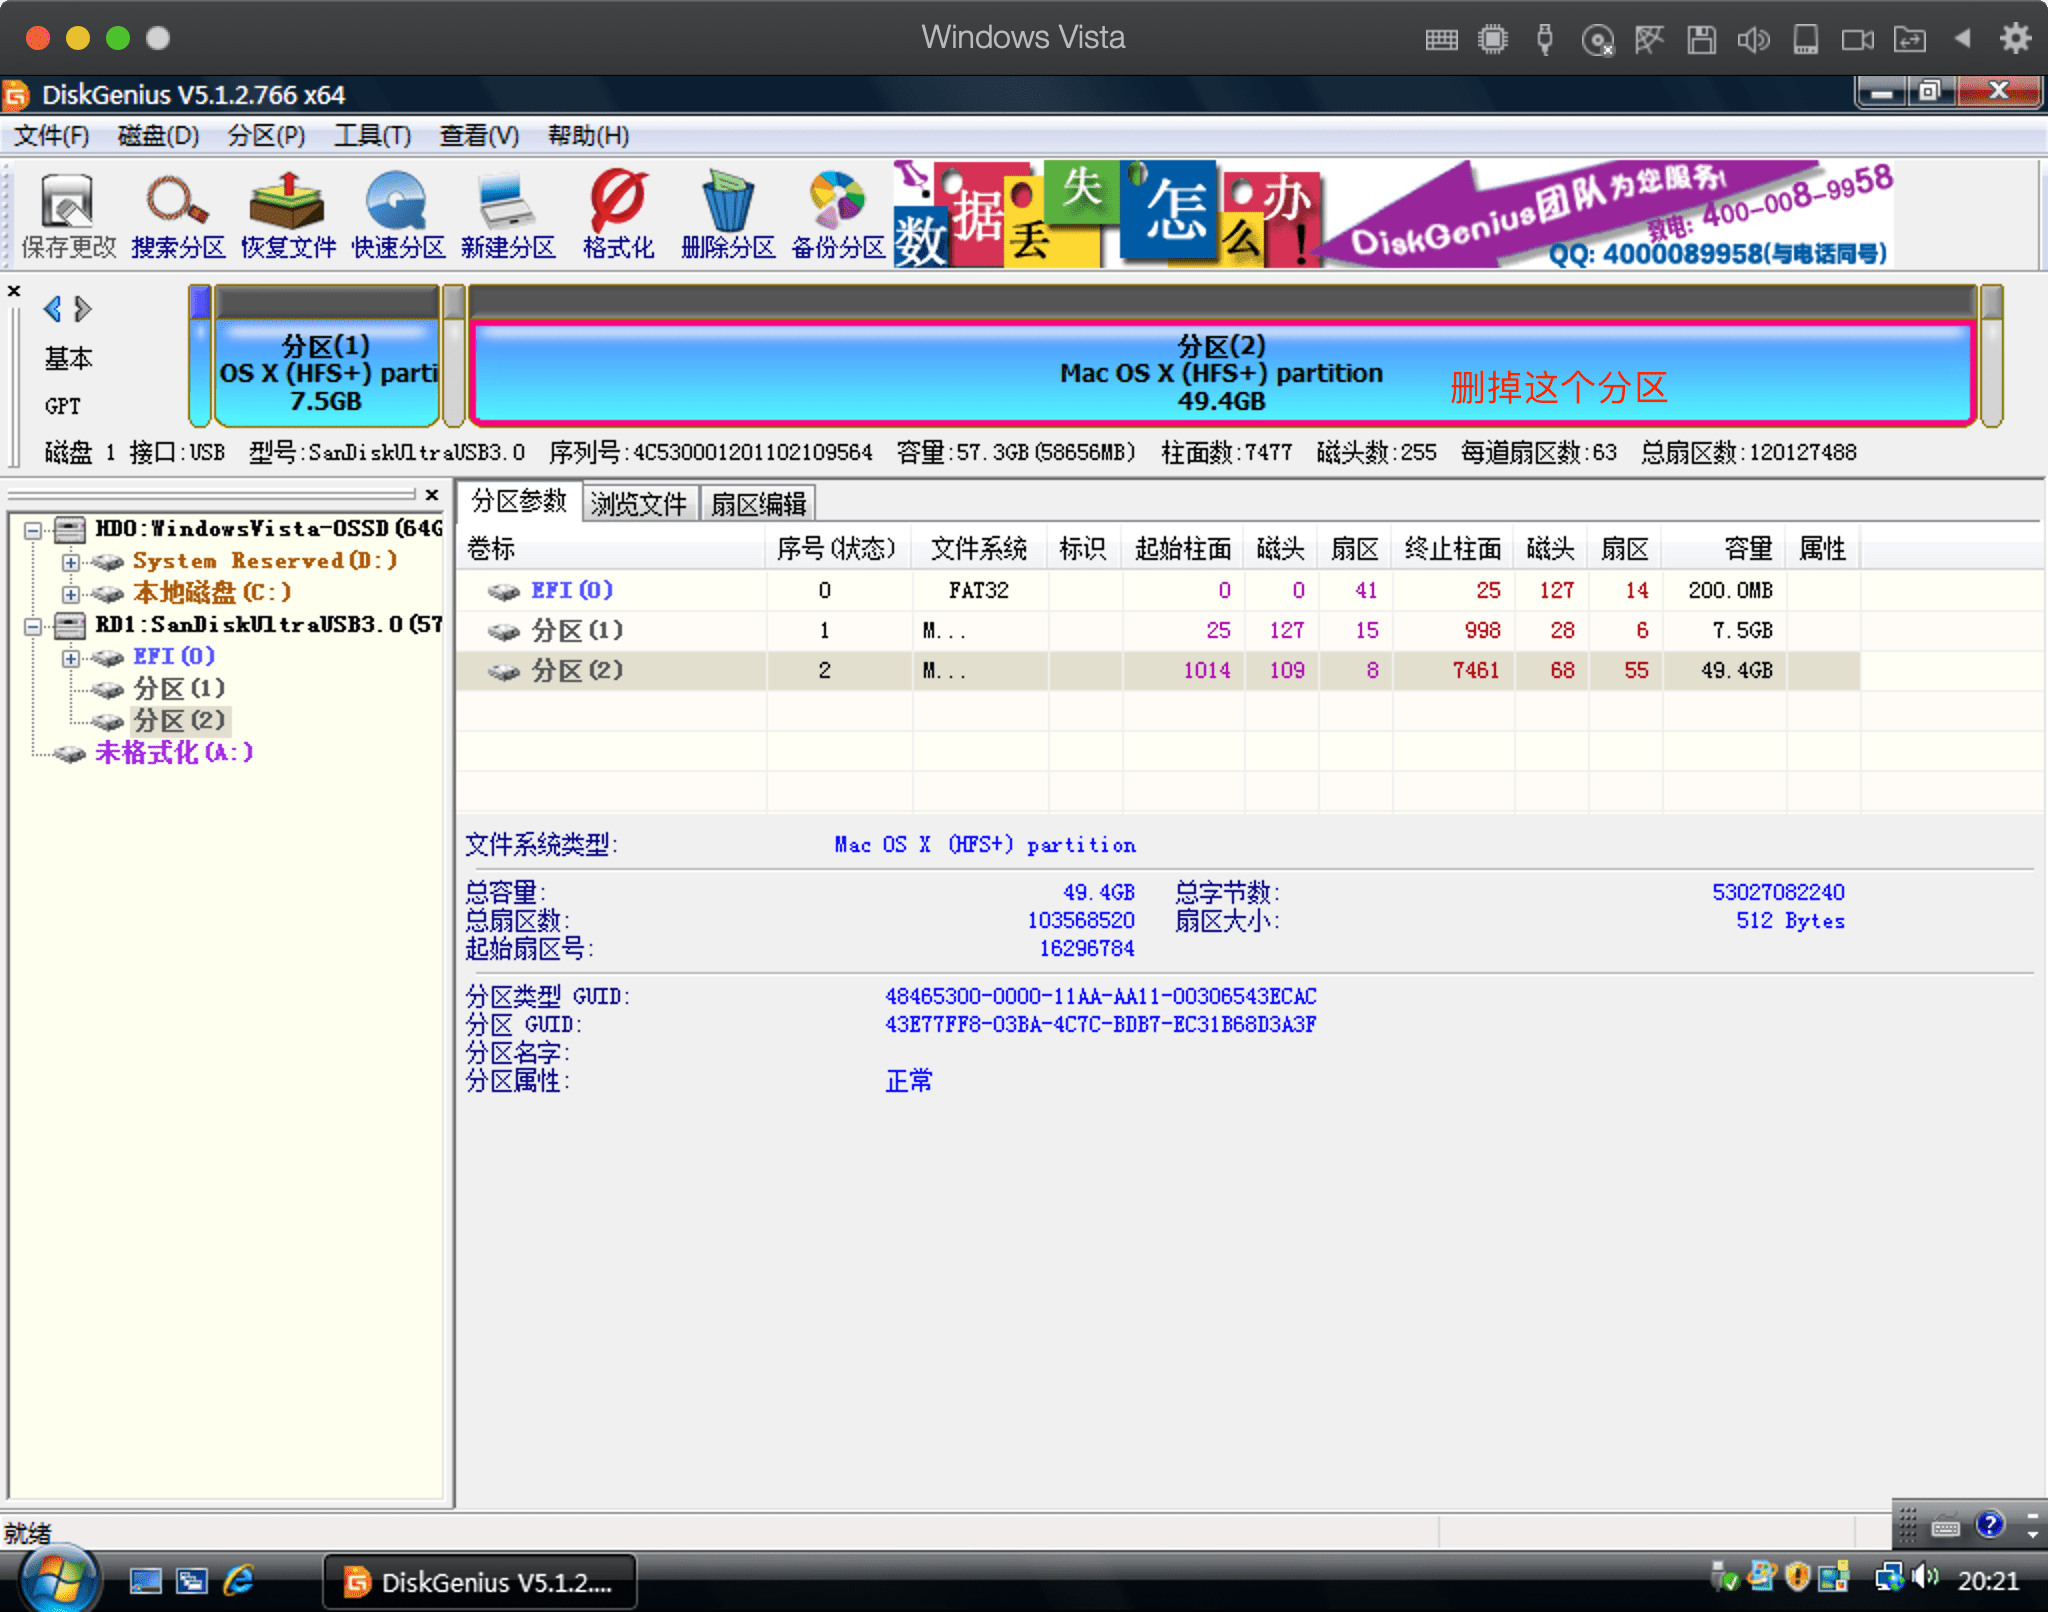 Windows Vista
DiskGenius V5.1.2.766 x64
文件(F) 磁盘(D) 分区(P) 工具(T) 查看(V) 帮助(H)
保存更改 搜索分区 恢复文件 快速分区 新建分区 格式化 删除分区 备份分区
数据丢失怎么办!
DiskGenius团队为您服务!
致电: 400-008-9958
QQ: 4000089958(与电话同号)
基本
GPT
分区(1)
OS X (HFS+) parti
7.5GB
分区(2)
Mac OS X (HFS+) partition
49.4GB
删掉这个分区
磁盘 1 接口:USB 型号:SanDiskUltraUSB3.0 序列号:4C530001201102109564 容量:57.3GB(58656MB) 柱面数:7477 磁头数:255 每道扇区数:63 总扇区数:120127488
HD0:WindowsVista-0SSD(64G
System Reserved(D:)
本地磁盘(C:)
RD1:SanDiskUltraUSB3.0(57
EFI(0)
分区(1)
分区(2)
未格式化(A:)
分区参数 浏览文件 扇区编辑
卷标 序号(状态) 文件系统 标识 起始柱面 磁头 扇区 终止柱面 磁头 扇区 容量 属性
EFI(0) 0 FAT32 0 0 41 25 127 14 200.0MB
分区(1) 1 M... 25 127 15 998 28 6 7.5GB
分区(2) 2 M... 1014 109 8 7461 68 55 49.4GB
文件系统类型: Mac OS X (HFS+) partition
总容量: 49.4GB 总字节数: 53027082240
总扇区数: 103568520 扇区大小: 512 Bytes
起始扇区号: 16296784
分区类型 GUID: 48465300-0000-11AA-AA11-00306543ECAC
分区 GUID: 43E77FF8-03BA-4C7C-BDB7-EC31B68D3A3F
分区名字:
分区属性: 正常
就绪
DiskGenius V5.1.2....
20:21